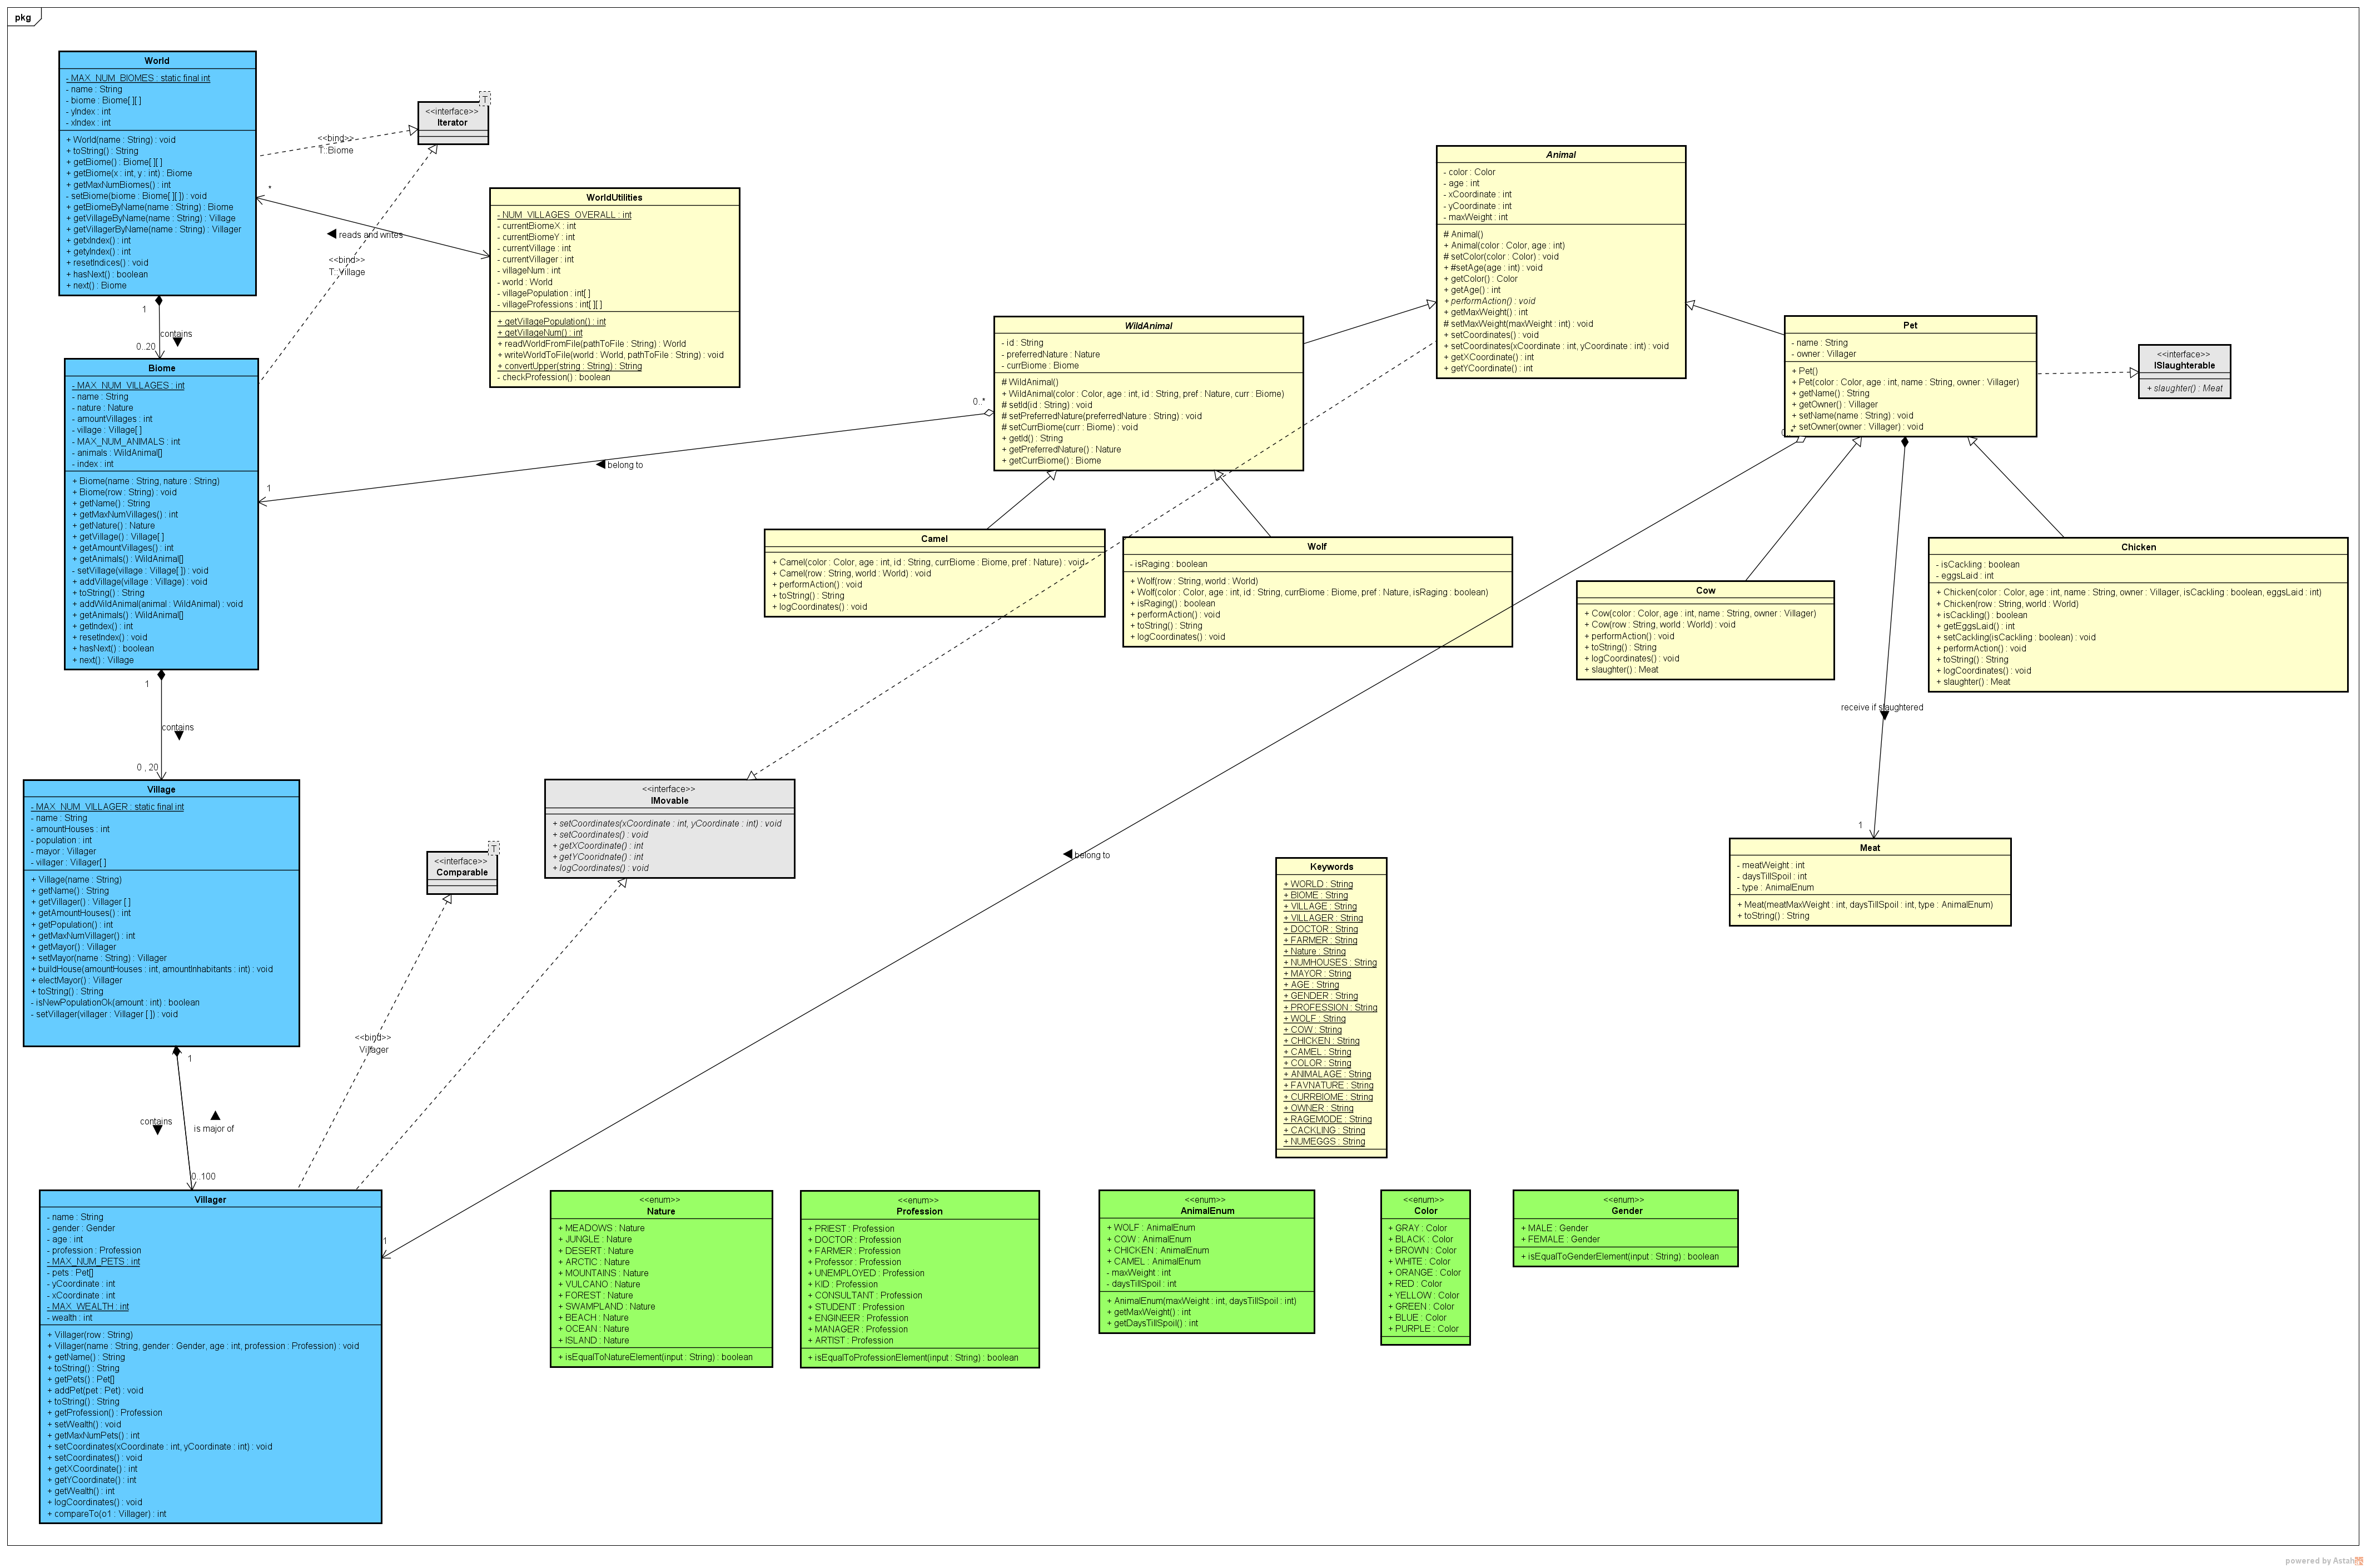 pkg
World
- MAX_NUM_BIOMES : static final int
- name : String
- biome : Biome[ ][ ]
- yIndex : int
- xIndex : int
+ World(name : String) : void
+ toString() : String
+ getBiome() : Biome[ ][ ]
+ getBiome(x : int, y : int) : Biome
+ getMaxNumBiomes() : int
- setBiome(biome : Biome[ ][ ]) : void
+ getBiomeByName(name : String) : Biome
+ getVillageByName(name : String) : Village
+ getVillagerByName(name : String) : Villager
+ getxIndex() : int
+ getyIndex() : int
+ resetIndices() : void
+ hasNext() : boolean
+ next() : Biome
T
<<interface>>
Iterator
<<bind>>
T::Biome
<<bind>>
T::Village
*
reads and writes
WorldUtilities
- NUM_VILLAGES_OVERALL : int
- currentBiomeX : int
- currentBiomeY : int
- currentVillage : int
- currentVillager : int
- villageNum : int
- world : World
- villagePopulation : int[ ]
- villageProfessions : int[ ][ ]
+ getVillagePopulation() : int
+ getVillageNum() : int
+ readWorldFromFile(pathToFile : String) : World
+ writeWorldToFile(world : World, pathToFile : String) : void
+ convertUpper(string : String) : String
- checkProfession() : boolean
1
contains
0..20
Biome
- MAX_NUM_VILLAGES : int
- name : String
- nature : Nature
- amountVillages : int
- village : Village[ ]
- MAX_NUM_ANIMALS : int
- animals : WildAnimal[]
- index : int
+ Biome(name : String, nature : String)
+ Biome(row : String) : void
+ getName() : String
+ getMaxNumVillages() : int
+ getNature() : Nature
+ getVillage() : Village[ ]
+ getAmountVillages() : int
+ getAnimals() : WildAnimal[]
- setVillage(village : Village[ ]) : void
+ addVillage(village : Village) : void
+ toString() : String
+ addWildAnimal(animal : WildAnimal) : void
+ getAnimals() : WildAnimal[]
+ getIndex() : int
+ resetIndex() : void
+ hasNext() : boolean
+ next() : Village
Animal
- color : Color
- age : int
- xCoordinate : int
- yCoordinate : int
- maxWeight : int
# Animal()
+ Animal(color : Color, age : int)
# setColor(color : Color) : void
+ #setAge(age : int) : void
+ getColor() : Color
+ getAge() : int
+ performAction() : void
+ getMaxWeight() : int
# setMaxWeight(maxWeight : int) : void
+ setCoordinates() : void
+ setCoordinates(xCoordinate : int, yCoordinate : int) : void
+ getXCoordinate() : int
+ getYCoordinate() : int
WildAnimal
- id : String
- preferredNature : Nature
- currBiome : Biome
# WildAnimal()
+ WildAnimal(color : Color, age : int, id : String, pref : Nature, curr : Biome)
# setId(id : String) : void
# setPreferredNature(preferredNature : String) : void
# setCurrBiome(curr : Biome) : void
+ getId() : String
+ getPreferredNature() : Nature
+ getCurrBiome() : Biome
0..*
belong to
1
Pet
- name : String
- owner : Villager
+ Pet()
+ Pet(color : Color, age : int, name : String, owner : Villager)
+ getName() : String
+ getOwner() : Villager
+ setName(name : String) : void
+ setOwner(owner : Villager) : void
<<interface>>
ISlaughterable
+ slaughter() : Meat
Camel
+ Camel(color : Color, age : int, id : String, currBiome : Biome, pref : Nature) : void
+ Camel(row : String, world : World) : void
+ performAction() : void
+ toString() : String
+ logCoordinates() : void
Wolf
- isRaging : boolean
+ Wolf(row : String, world : World)
+ Wolf(color : Color, age : int, id : String, currBiome : Biome, pref : Nature, isRaging : boolean)
+ isRaging() : boolean
+ performAction() : void
+ toString() : String
+ logCoordinates() : void
Cow
+ Cow(color : Color, age : int, name : String, owner : Villager)
+ Cow(row : String, world : World) : void
+ performAction() : void
+ toString() : String
+ logCoordinates() : void
+ slaughter() : Meat
Chicken
- isCackling : boolean
- eggsLaid : int
+ Chicken(color : Color, age : int, name : String, owner : Villager, isCackling : boolean, eggsLaid : int)
+ Chicken(row : String, world : World)
+ isCackling() : boolean
+ getEggsLaid() : int
+ setCackling(isCackling : boolean) : void
+ performAction() : void
+ toString() : String
+ logCoordinates() : void
+ slaughter() : Meat
receive if slaughtered
1
Meat
- meatWeight : int
- daysTillSpoil : int
- type : AnimalEnum
+ Meat(meatMaxWeight : int, daysTillSpoil : int, type : AnimalEnum)
+ toString() : String
1
contains
0 , 20
Village
- MAX_NUM_VILLAGER : static final int
- name : String
- amountHouses : int
- population : int
- mayor : Villager
- villager : Villager[ ]
+ Village(name : String)
+ getName() : String
+ getVillager() : Villager [ ]
+ getAmountHouses() : int
+ getPopulation() : int
+ getMaxNumVillager() : int
+ getMayor() : Villager
+ setMayor(name : String) : Villager
+ buildHouse(amountHouses : int, amountInhabitants : int) : void
+ electMayor() : Villager
+ toString() : String
- isNewPopulationOk(amount : int) : boolean
- setVillager(villager : Villager [ ]) : void
<<interface>>
IMovable
+ setCoordinates(xCoordinate : int, yCoordinate : int) : void
+ setCoordinates() : void
+ getXCoordinate() : int
+ getYCooridnate() : int
+ logCoordinates() : void
T
<<interface>>
Comparable
<<bind>>
Villager
belong to
1
1
contains
is major of
0..100
Villager
- name : String
- gender : Gender
- age : int
- profession : Profession
- MAX_NUM_PETS : int
- pets : Pet[]
- yCoordinate : int
- xCoordinate : int
- MAX_WEALTH : int
- wealth : int
+ Villager(row : String)
+ Villager(name : String, gender : Gender, age : int, profession : Profession) : void
+ getName() : String
+ toString() : String
+ getPets() : Pet[]
+ addPet(pet : Pet) : void
+ toString() : String
+ getProfession() : Profession
+ setWealth() : void
+ getMaxNumPets() : int
+ setCoordinates(xCoordinate : int, yCoordinate : int) : void
+ setCoordinates() : void
+ getXCoordinate() : int
+ getYCoordinate() : int
+ getWealth() : int
+ logCoordinates() : void
+ compareTo(o1 : Villager) : int
Keywords
+ WORLD : String
+ BIOME : String
+ VILLAGE : String
+ VILLAGER : String
+ DOCTOR : String
+ FARMER : String
+ Nature : String
+ NUMHOUSES : String
+ MAYOR : String
+ AGE : String
+ GENDER : String
+ PROFESSION : String
+ WOLF : String
+ COW : String
+ CHICKEN : String
+ CAMEL : String
+ COLOR : String
+ ANIMALAGE : String
+ FAVNATURE : String
+ CURRBIOME : String
+ OWNER : String
+ RAGEMODE : String
+ CACKLING : String
+ NUMEGGS : String
<<enum>>
Nature
+ MEADOWS : Nature
+ JUNGLE : Nature
+ DESERT : Nature
+ ARCTIC : Nature
+ MOUNTAINS : Nature
+ VULCANO : Nature
+ FOREST : Nature
+ SWAMPLAND : Nature
+ BEACH : Nature
+ OCEAN : Nature
+ ISLAND : Nature
+ isEqualToNatureElement(input : String) : boolean
<<enum>>
Profession
+ PRIEST : Profession
+ DOCTOR : Profession
+ FARMER : Profession
+ Professor : Profession
+ UNEMPLOYED : Profession
+ KID : Profession
+ CONSULTANT : Profession
+ STUDENT : Profession
+ ENGINEER : Profession
+ MANAGER : Profession
+ ARTIST : Profession
+ isEqualToProfessionElement(input : String) : boolean
<<enum>>
AnimalEnum
+ WOLF : AnimalEnum
+ COW : AnimalEnum
+ CHICKEN : AnimalEnum
+ CAMEL : AnimalEnum
- maxWeight : int
- daysTillSpoil : int
+ AnimalEnum(maxWeight : int, daysTillSpoil : int)
+ getMaxWeight() : int
+ getDaysTillSpoil() : int
<<enum>>
Color
+ GRAY : Color
+ BLACK : Color
+ BROWN : Color
+ WHITE : Color
+ ORANGE : Color
+ RED : Color
+ YELLOW : Color
+ GREEN : Color
+ BLUE : Color
+ PURPLE : Color
<<enum>>
Gender
+ MALE : Gender
+ FEMALE : Gender
+ isEqualToGenderElement(input : String) : boolean
powered by Astah